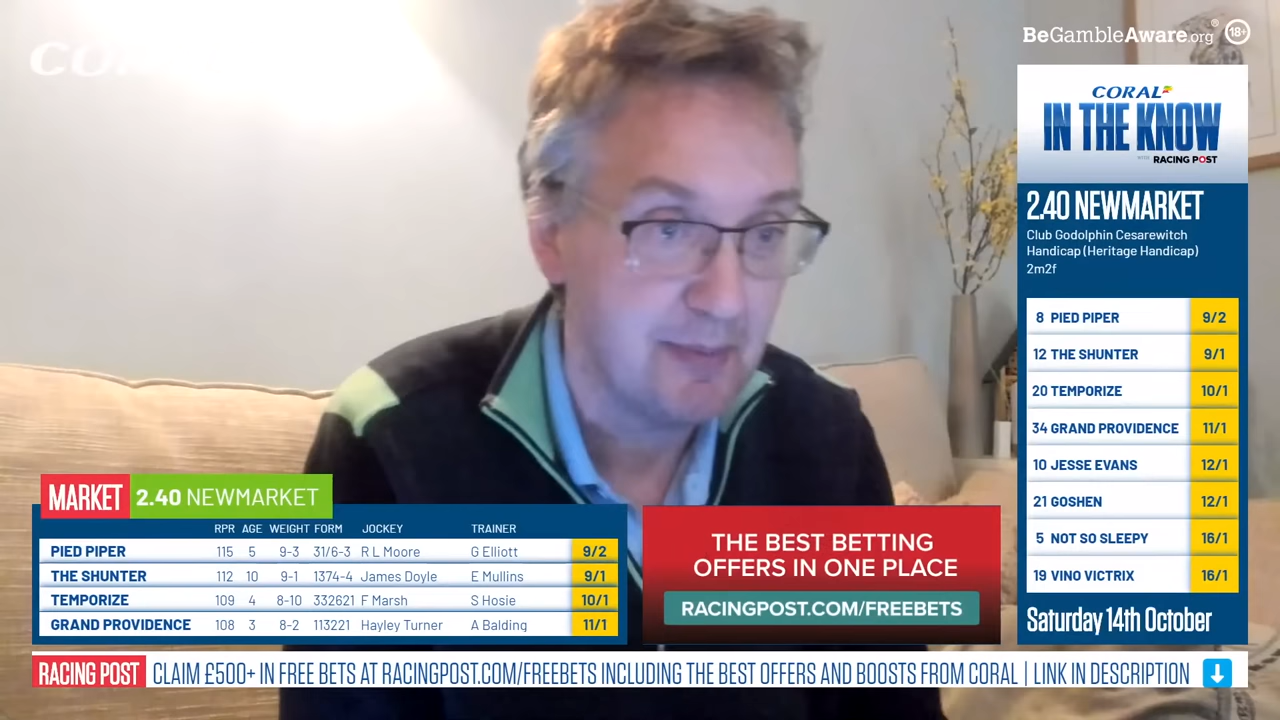 CORAL
BeGambleAware.org® 18+
CORAL
IN THE KNOW
WITH RACING POST
2.40 NEWMARKET
Club Godolphin Cesarewitch
Handicap (Heritage Handicap)
2m2f
8 PIED PIPER 9/2
12 THE SHUNTER 9/1
20 TEMPORIZE 10/1
34 GRAND PROVIDENCE 11/1
10 JESSE EVANS 12/1
21 GOSHEN 12/1
5 NOT SO SLEEPY 16/1
19 VINO VICTRIX 16/1
Saturday 14th October
MARKET 2.40 NEWMARKET
RPR AGE WEIGHT FORM JOCKEY TRAINER
PIED PIPER 115 5 9-3 31/6-3 R L Moore G Elliott 9/2
THE SHUNTER 112 10 9-1 1374-4 James Doyle E Mullins 9/1
TEMPORIZE 109 4 8-10 332621 F Marsh S Hosie 10/1
GRAND PROVIDENCE 108 3 8-2 113221 Hayley Turner A Balding 11/1
THE BEST BETTING
OFFERS IN ONE PLACE
RACINGPOST.COM/FREEBETS
RACING POST CLAIM £500+ IN FREE BETS AT RACINGPOST.COM/FREEBETS INCLUDING THE BEST OFFERS AND BOOSTS FROM CORAL | LINK IN DESCRIPTION